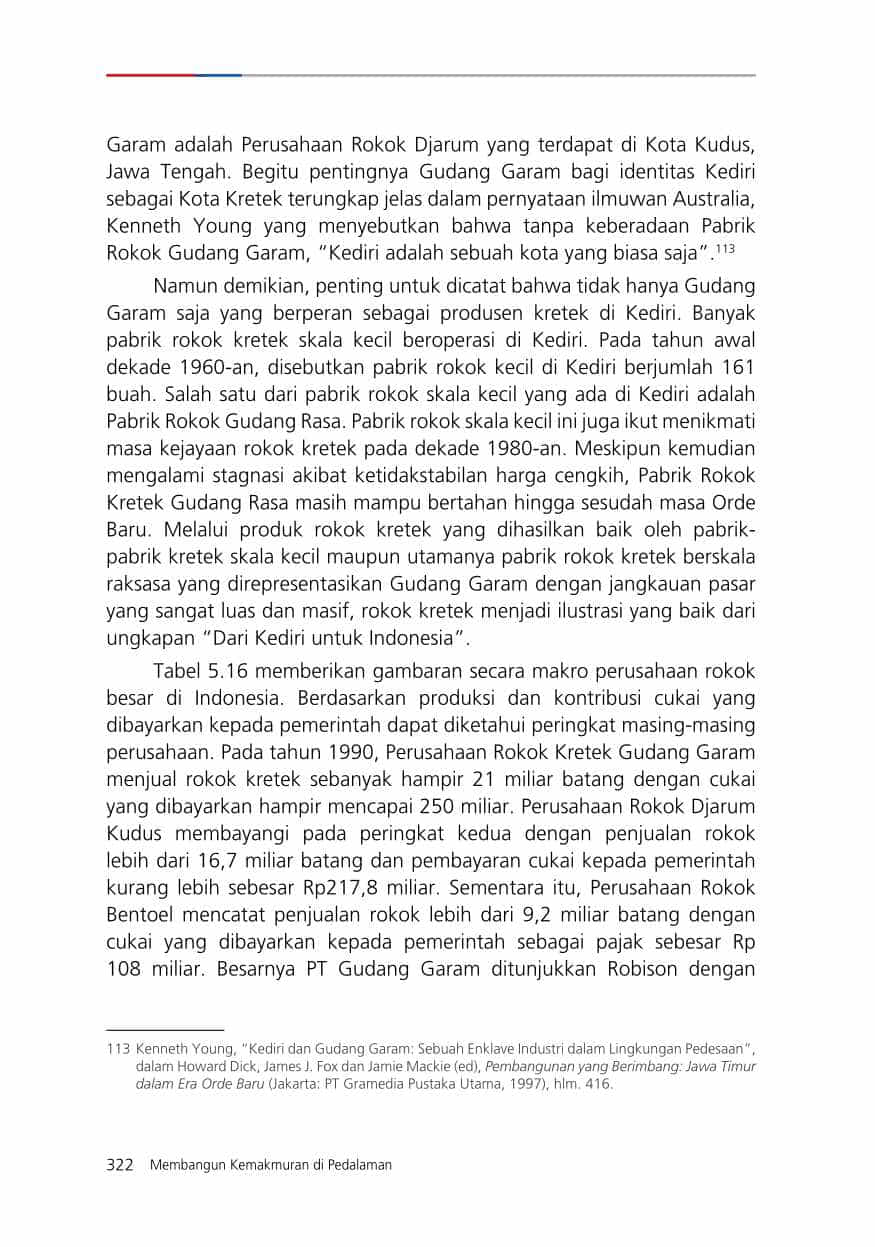 Garam adalah Perusahaan Rokok Djarum yang terdapat di Kota Kudus,
Jawa Tengah. Begitu pentingnya Gudang Garam bagi identitas Kediri
sebagai Kota Kretek terungkap jelas dalam pernyataan ilmuwan Australia,
Kenneth Young yang menyebutkan bahwa tanpa keberadaan Pabrik
Rokok Gudang Garam, “Kediri adalah sebuah kota yang biasa saja”.113
Namun demikian, penting untuk dicatat bahwa tidak hanya Gudang
Garam saja yang berperan sebagai produsen kretek di Kediri. Banyak
pabrik rokok kretek skala kecil beroperasi di Kediri. Pada tahun awal
dekade 1960-an, disebutkan pabrik rokok kecil di Kediri berjumlah 161
buah. Salah satu dari pabrik rokok skala kecil yang ada di Kediri adalah
Pabrik Rokok Gudang Rasa. Pabrik rokok skala kecil ini juga ikut menikmati
masa kejayaan rokok kretek pada dekade 1980-an. Meskipun kemudian
mengalami stagnasi akibat ketidakstabilan harga cengkih, Pabrik Rokok
Kretek Gudang Rasa masih mampu bertahan hingga sesudah masa Orde
Baru. Melalui produk rokok kretek yang dihasilkan baik oleh pabrik-
pabrik kretek skala kecil maupun utamanya pabrik rokok kretek berskala
raksasa yang direpresentasikan Gudang Garam dengan jangkauan pasar
yang sangat luas dan masif, rokok kretek menjadi ilustrasi yang baik dari
ungkapan “Dari Kediri untuk Indonesia”.
Tabel 5.16 memberikan gambaran secara makro perusahaan rokok
besar di Indonesia. Berdasarkan produksi dan kontribusi cukai yang
dibayarkan kepada pemerintah dapat diketahui peringkat masing-masing
perusahaan. Pada tahun 1990, Perusahaan Rokok Kretek Gudang Garam
menjual rokok kretek sebanyak hampir 21 miliar batang dengan cukai
yang dibayarkan hampir mencapai 250 miliar. Perusahaan Rokok Djarum
Kudus membayangi pada peringkat kedua dengan penjualan rokok
lebih dari 16,7 miliar batang dan pembayaran cukai kepada pemerintah
kurang lebih sebesar Rp217,8 miliar. Sementara itu, Perusahaan Rokok
Bentoel mencatat penjualan rokok lebih dari 9,2 miliar batang dengan
cukai yang dibayarkan kepada pemerintah sebagai pajak sebesar Rp
108 miliar. Besarnya PT Gudang Garam ditunjukkan Robison dengan
113 Kenneth Young, “Kediri dan Gudang Garam: Sebuah Enklave Industri dalam Lingkungan Pedesaan”,
dalam Howard Dick, James J. Fox dan Jamie Mackie (ed), Pembangunan yang Berimbang: Jawa Timur
dalam Era Orde Baru (Jakarta: PT Gramedia Pustaka Utama, 1997), hlm. 416.
322 Membangun Kemakmuran di Pedalaman